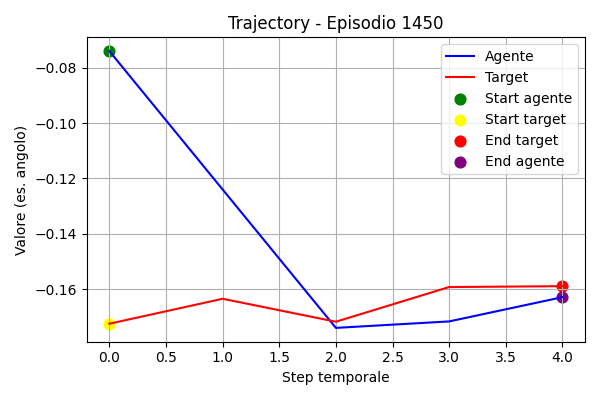 Trajectory - Episodio 1450
Agente
Target
Start agente
Start target
End target
End agente
Valore (es. angolo)
−0.08
−0.10
−0.12
−0.14
−0.16
0.0 0.5 1.0 1.5 2.0 2.5 3.0 3.5 4.0
Step temporale